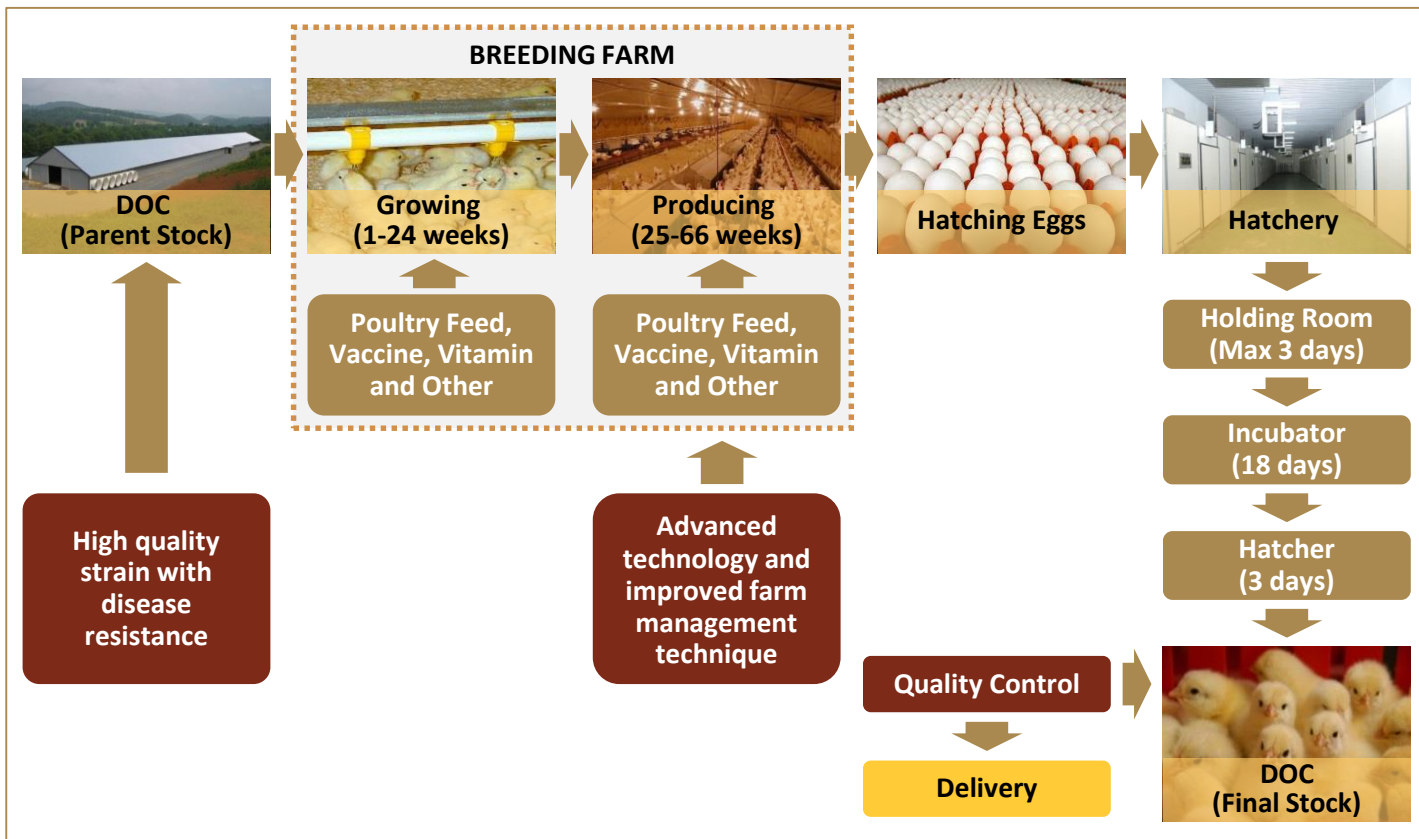 BREEDING FARM
DOC
(Parent Stock)
Growing
(1-24 weeks)
Producing
(25-66 weeks)
Hatching Eggs
Hatchery
Poultry Feed,
Vaccine, Vitamin
and Other
Poultry Feed,
Vaccine, Vitamin
and Other
Holding Room
(Max 3 days)
Incubator
(18 days)
Hatcher
(3 days)
High quality
strain with
disease
resistance
Advanced
technology and
improved farm
management
technique
Quality Control
Delivery
DOC
(Final Stock)